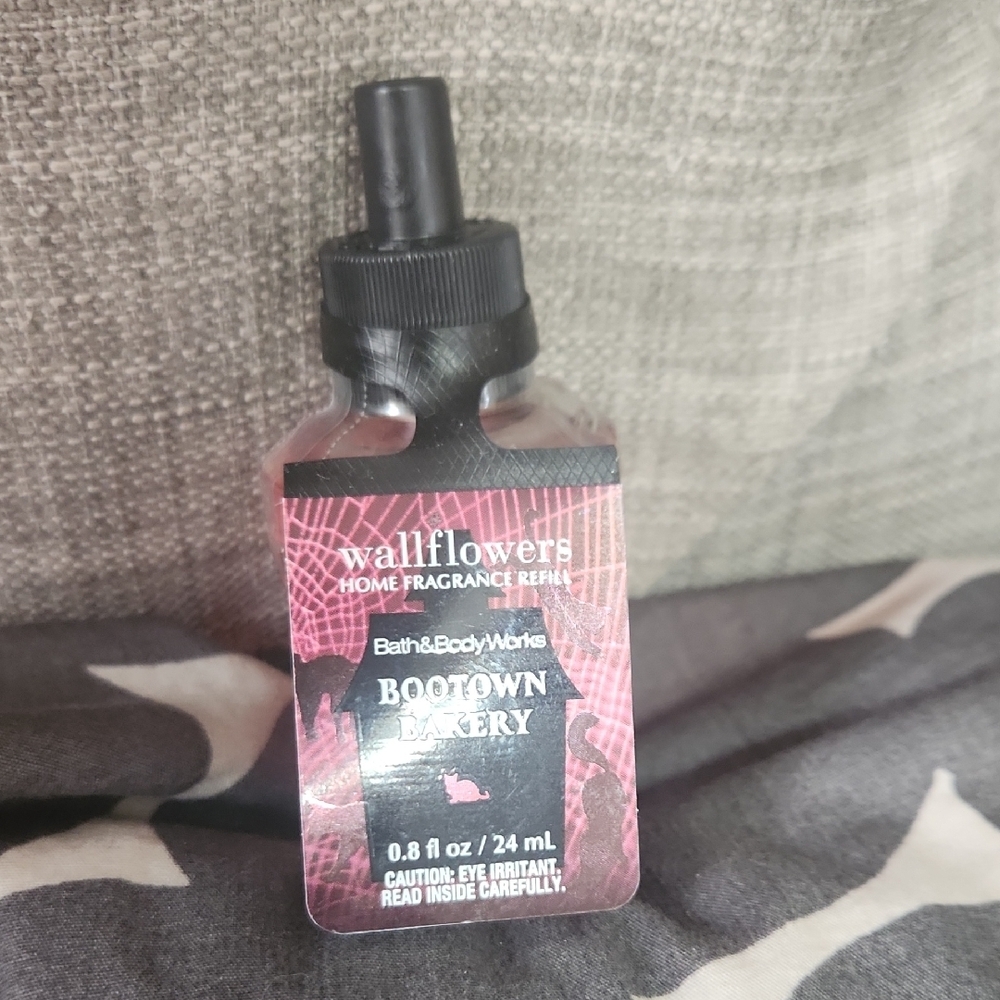 wallflowers
HOME FRAGRANCE REFILL
Bath&BodyWorks
BOOTOWN
BAKERY
0.8 fl oz / 24 mL
CAUTION: EYE IRRITANT.
READ INSIDE CAREFULLY.